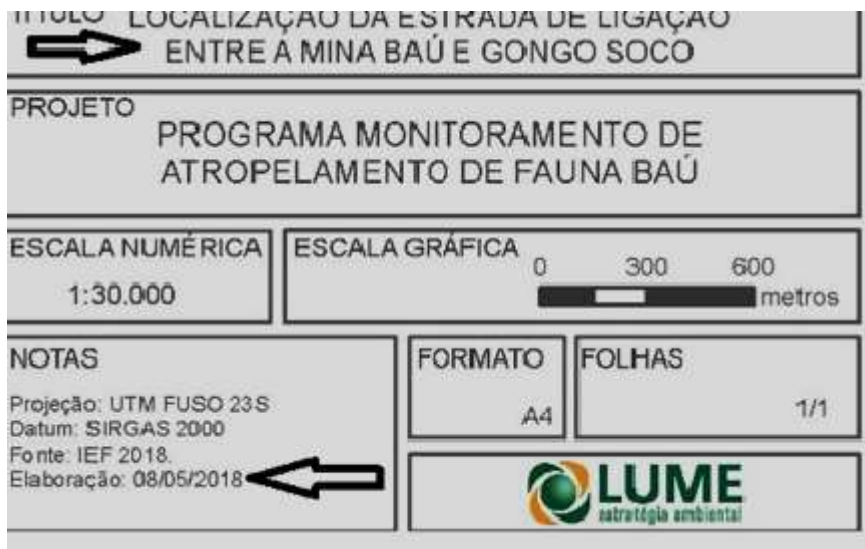 TÍTULO LOCALIZAÇÃO DA ESTRADA DE LIGAÇÃO
ENTRE A MINA BAÚ E GONGO SOCO
PROJETO
PROGRAMA MONITORAMENTO DE
ATROPELAMENTO DE FAUNA BAÚ
ESCALA NUMÉRICA
1:30.000
ESCALA GRÁFICA
0 300 600
metros
NOTAS
Projeção: UTM FUSO 23S
Datum: SIRGAS 2000
Fonte: IEF 2018.
Elaboração: 08/05/2018
FORMATO
A4
FOLHAS
1/1
LUME
estratégia ambiental